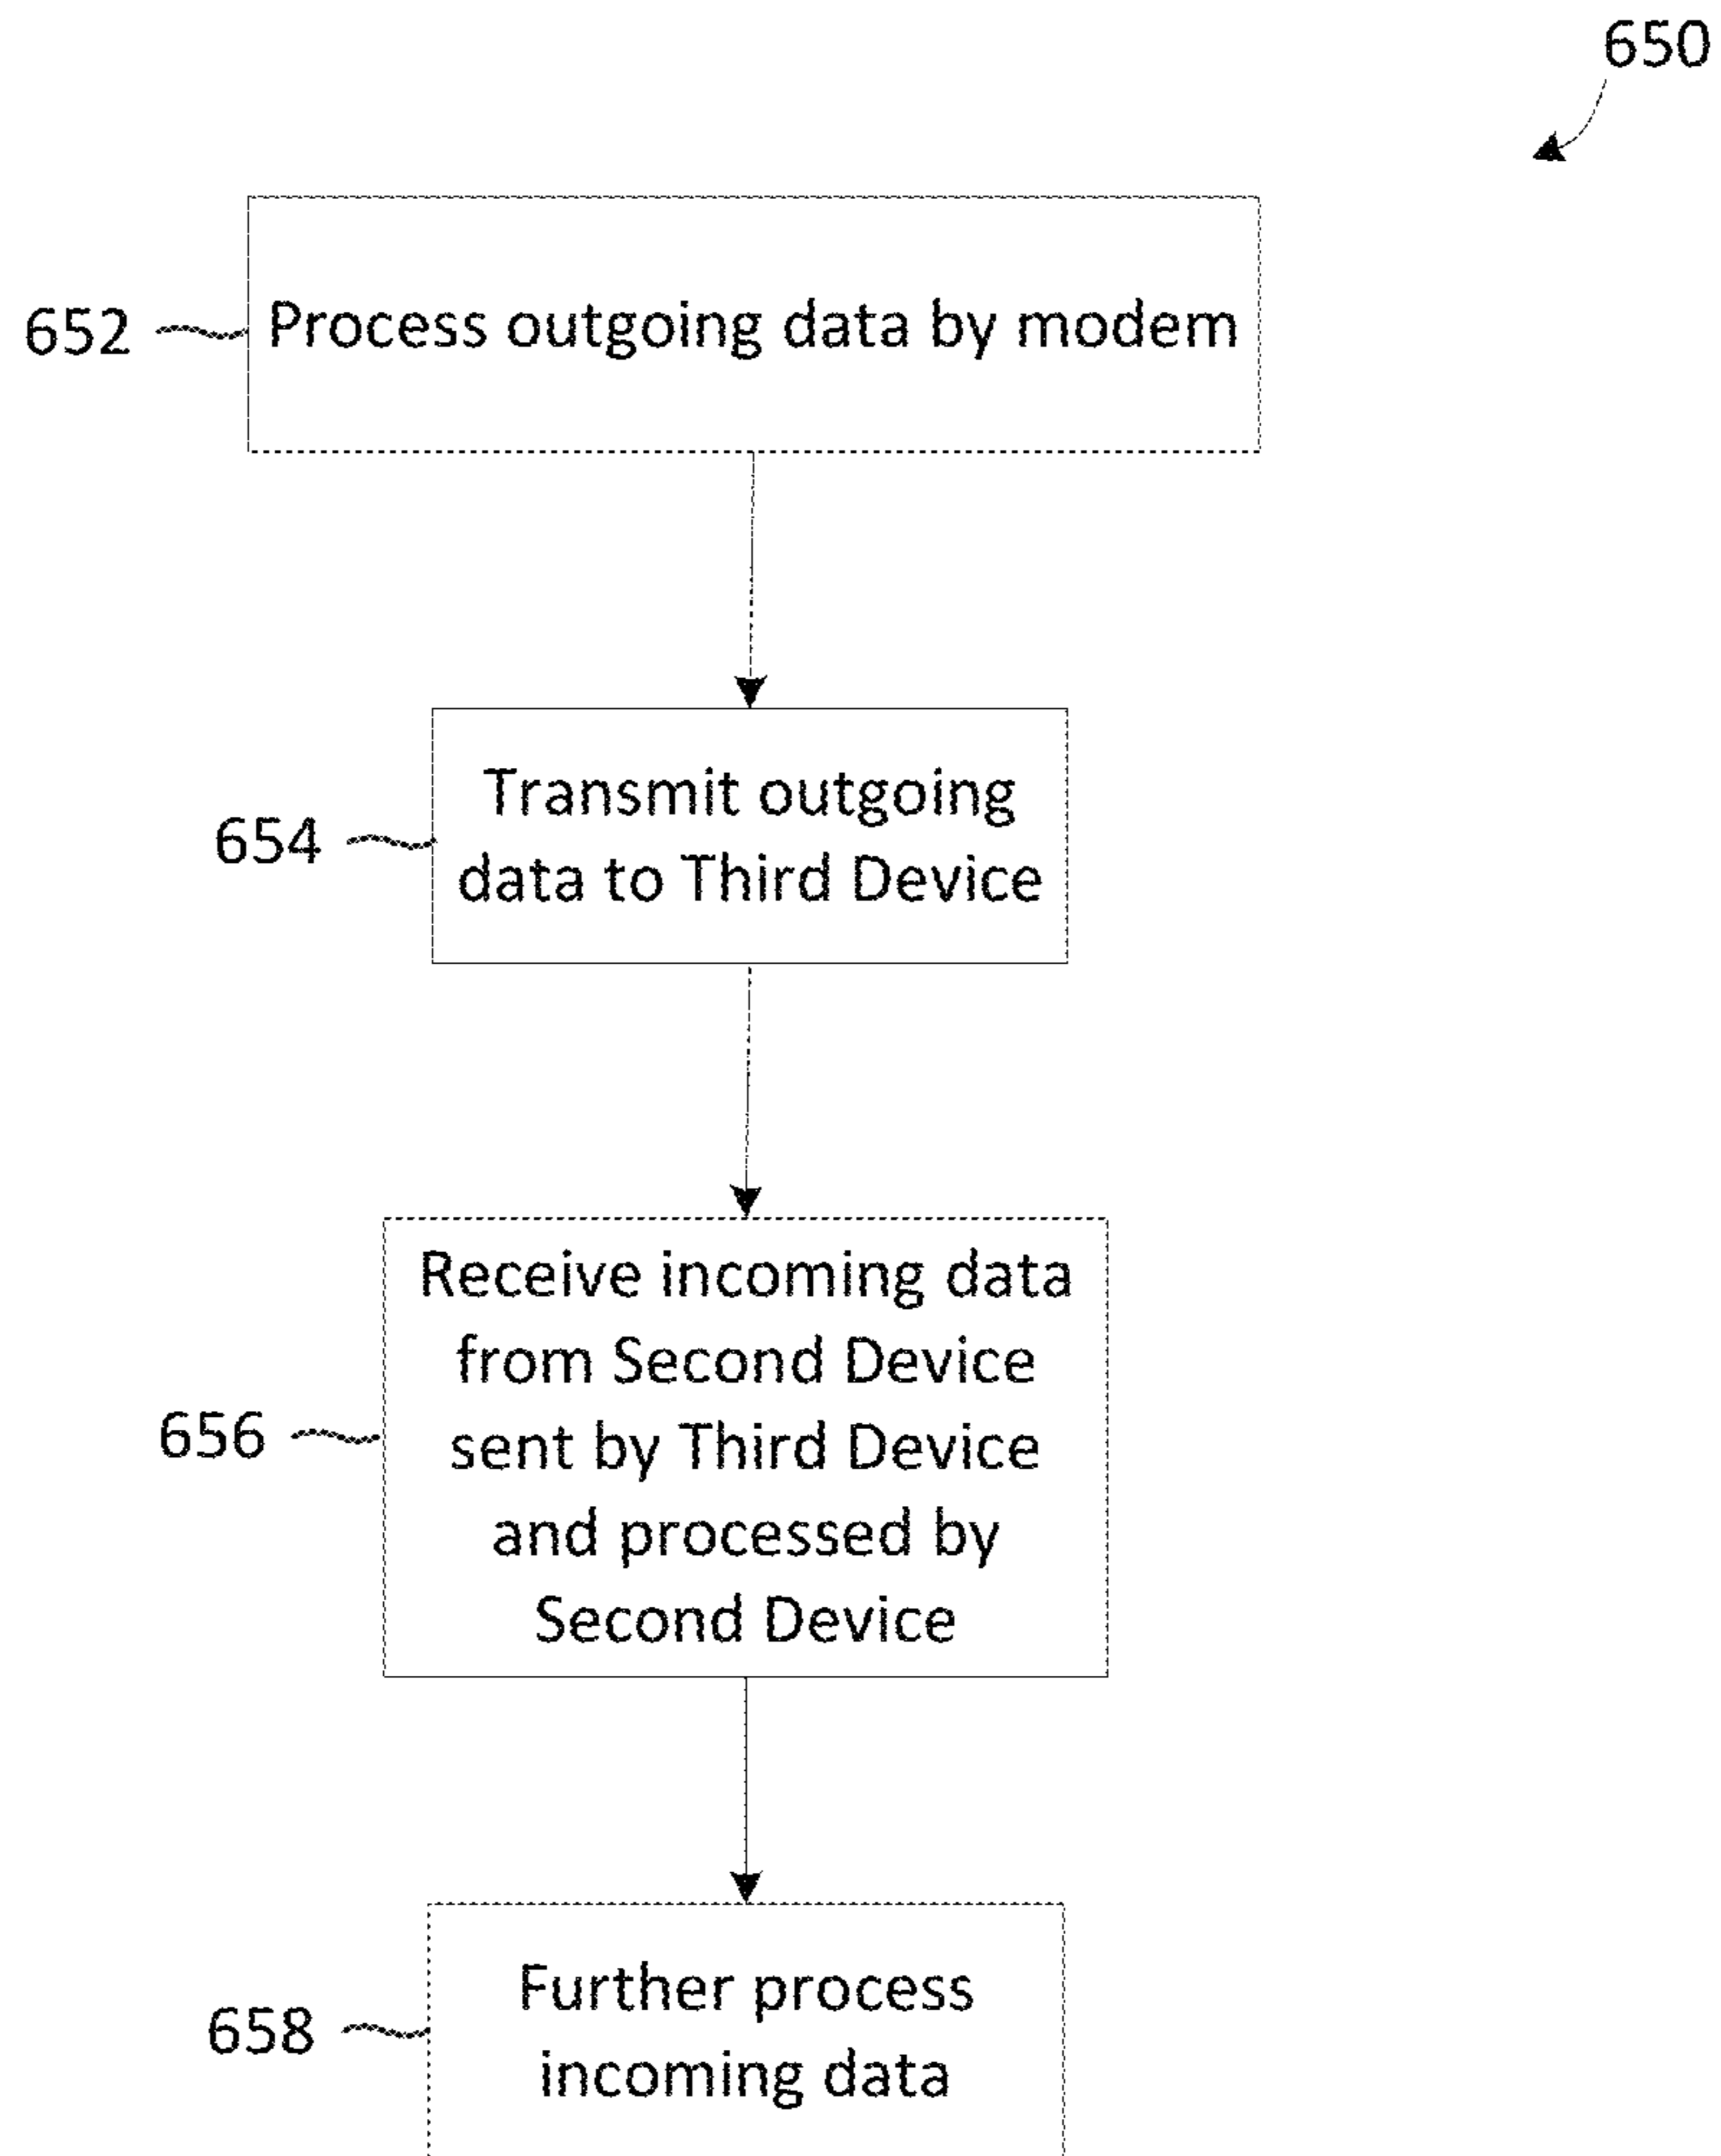 650
652
Process outgoing data by modem
654
Transmit outgoing
data to Third Device
656
Receive incoming data
from Second Device
sent by Third Device
and processed by
Second Device
658
Further process
incoming data